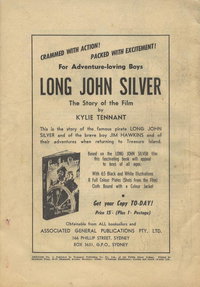 CRAMMED WITH ACTION!
PACKED WITH EXCITEMENT!
For Adventure-loving Boys
LONG JOHN SILVER
The Story of the Film
by
KYLIE TENNANT
This is the story of the famous pirate LONG JOHN
SILVER and of the brave boy JIM HAWKINS and of
their adventures when returning to Treasure Island.
Based on the LONG JOHN SILVER film
this fascinating book will appeal
to boys of all ages.
With 65 Black and White Illustrations
8 Full Colour Plates (Shots from the Film)
Cloth Bound with a Colour Jacket
Get your Copy TO-DAY!
Price 15/- (Plus 1/- Postage)
Obtainable from ALL bookstores and
ASSOCIATED GENERAL PUBLICATIONS PTY. LTD.
166 PHILLIP STREET, SYDNEY
BOX 3651, G.P.O., SYDNEY